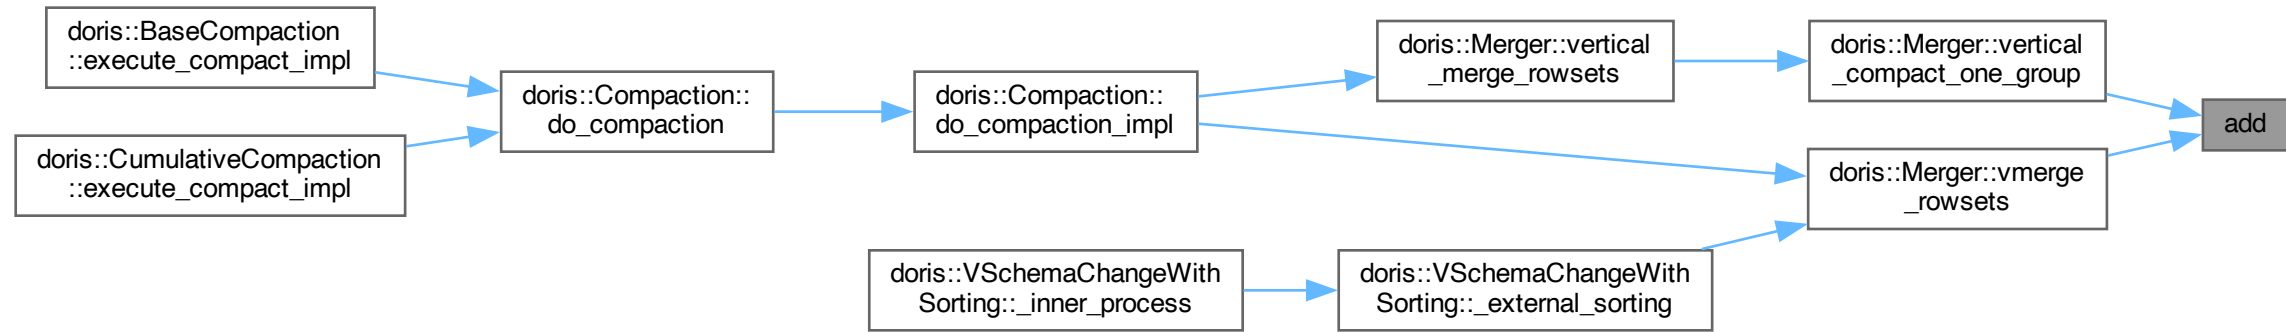 doris::BaseCompaction
::execute_compact_impl
doris::CumulativeCompaction
::execute_compact_impl
doris::Compaction::
do_compaction
doris::Compaction::
do_compaction_impl
doris::Merger::vertical
_merge_rowsets
doris::Merger::vertical
_compact_one_group
add
doris::Merger::vmerge
_rowsets
doris::VSchemaChangeWith
Sorting::_inner_process
doris::VSchemaChangeWith
Sorting::_external_sorting